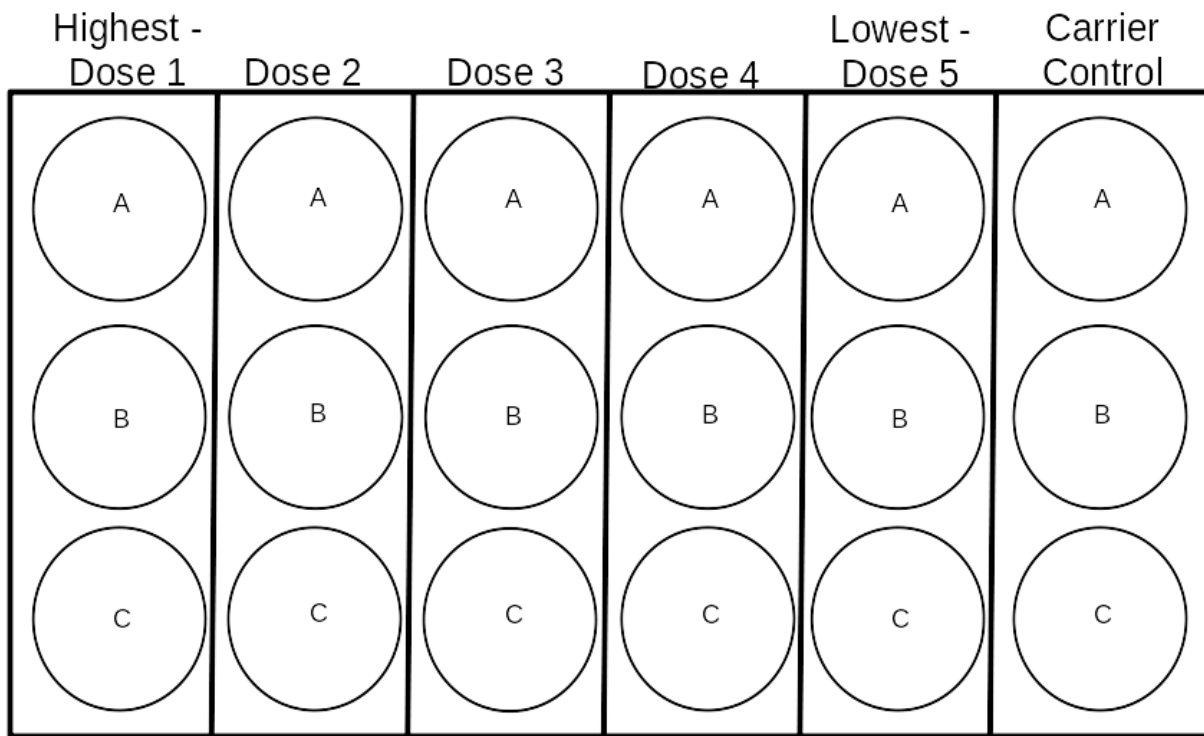 Highest - Lowest - Carrier
Dose 1 Dose 2 Dose 3 Dose 4 Dose 5 Control
A A A A A A
B B B B B B
C C C C C C